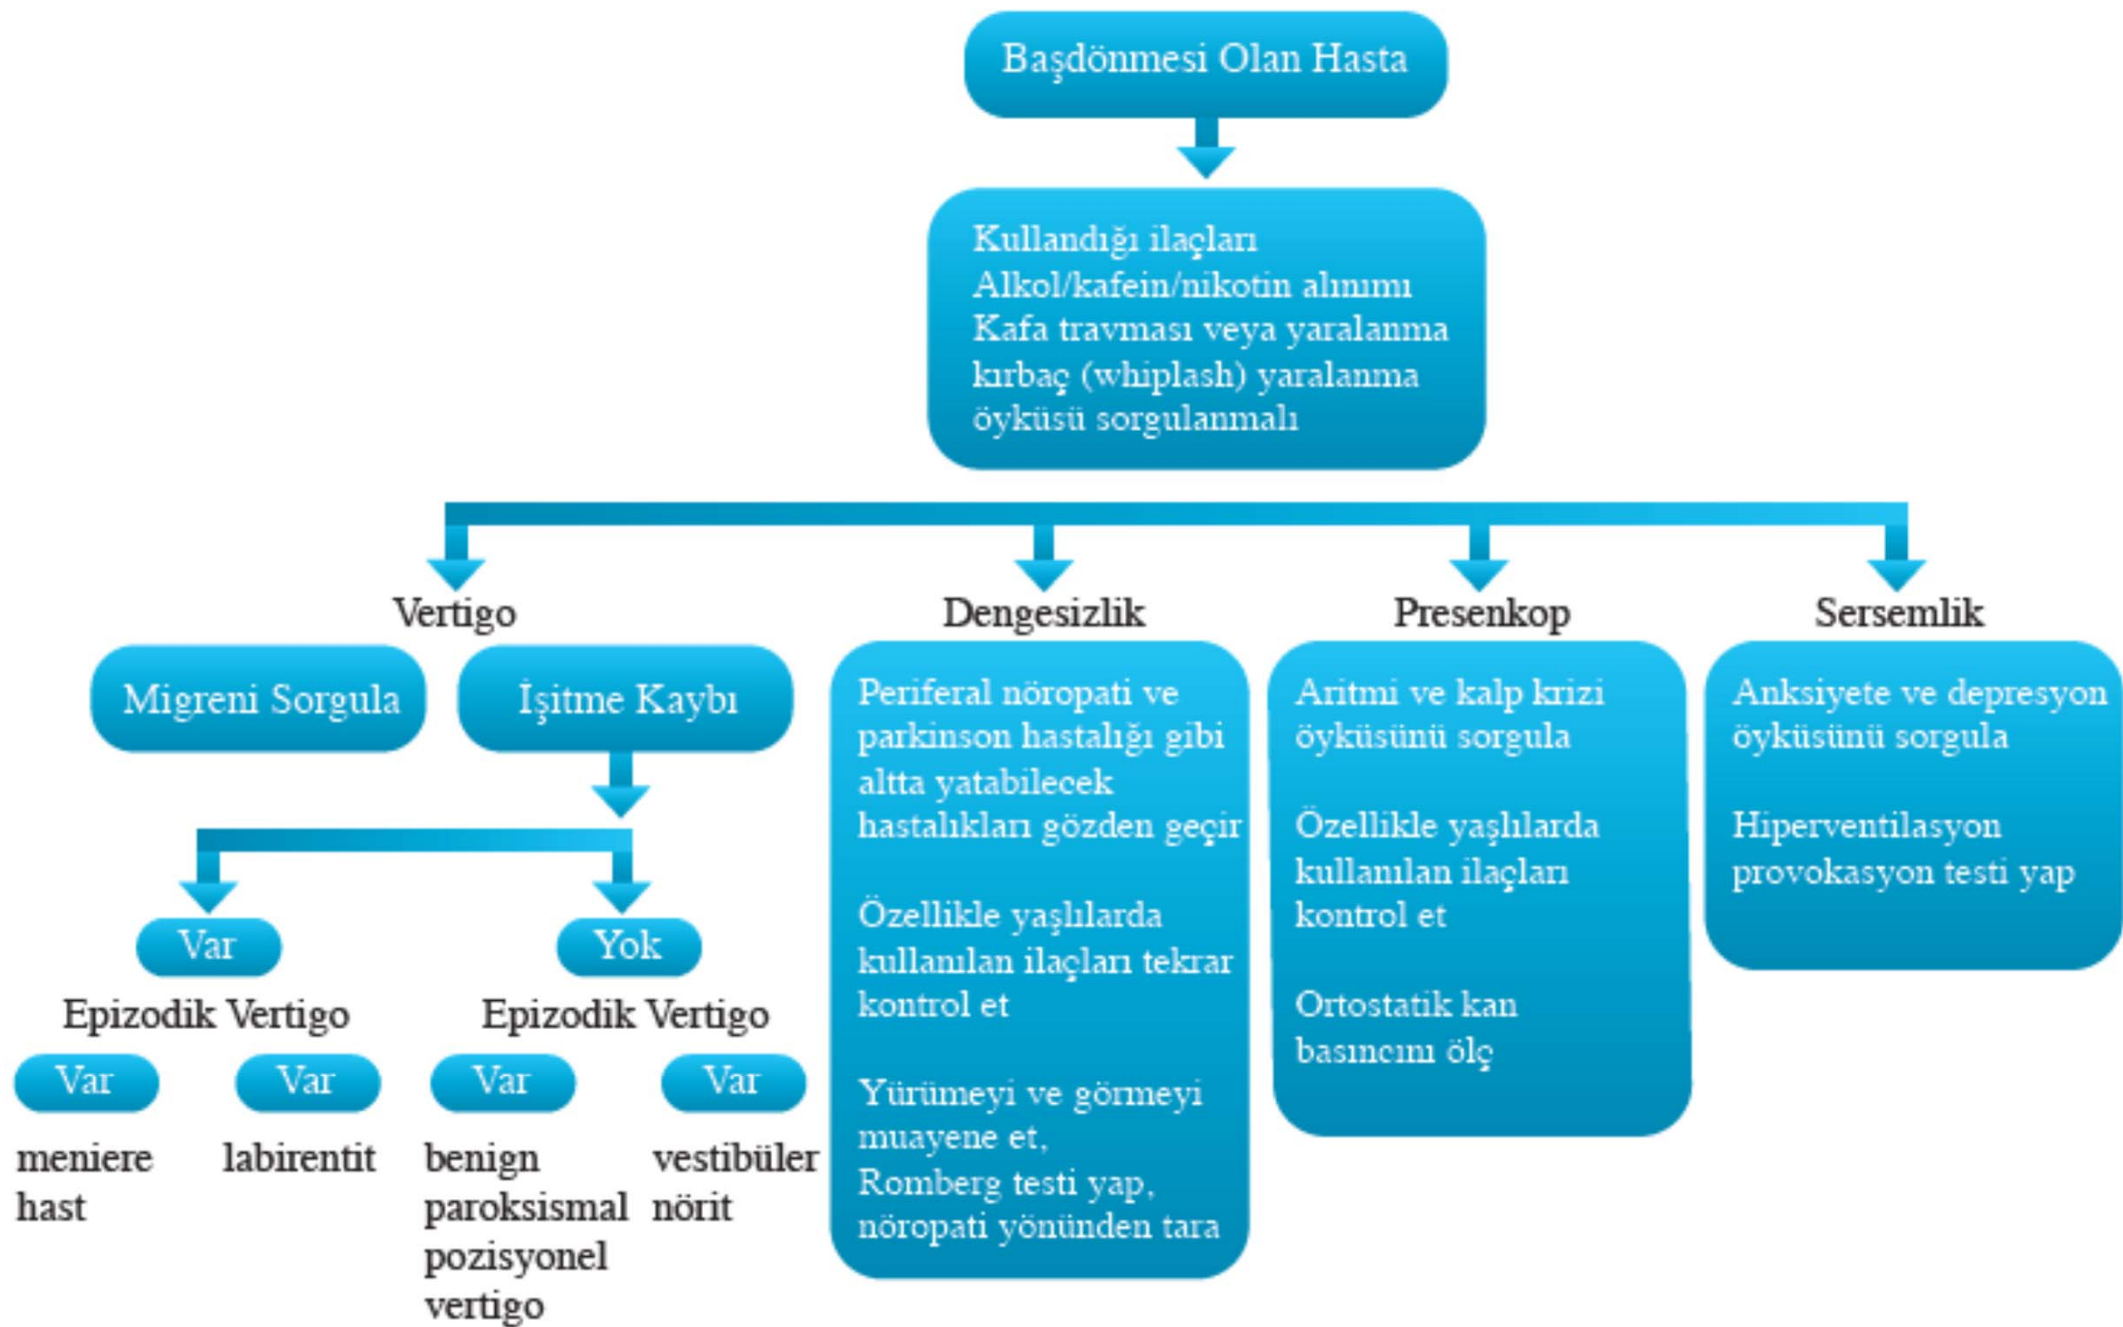 Başdönmesi Olan Hasta
Kullandığı ilaçları
Alkol/kafein/nikotin alınımı
Kafa travması veya yaralanma
kırbaç (whiplash) yaralanma
öyküsü sorgulanmalı
Vertigo
Migreni Sorgula
İşitme Kaybı
Var
Yok
Epizodik Vertigo
Epizodik Vertigo
Var
Var
Var
Var
meniere
hast
labirentit
benign
paroksismal
pozisyonel
vertigo
vestibüler
nörit
Dengesizlik
Periferal nöropati ve
parkinson hastalığı gibi
altta yatabilecek
hastalıkları gözden geçir
Özellikle yaşlılarda
kullanılan ilaçları tekrar
kontrol et
Yürümeyi ve görmeyi
muayene et,
Romberg testi yap,
nöropati yönünden tara
Presenkop
Aritmi ve kalp krizi
öyküsünü sorgula
Özellikle yaşlılarda
kullanılan ilaçları
kontrol et
Ortostatik kan
basıncını ölç
Sersemlik
Anksiyete ve depresyon
öyküsünü sorgula
Hiperventilasyon
provokasyon testi yap